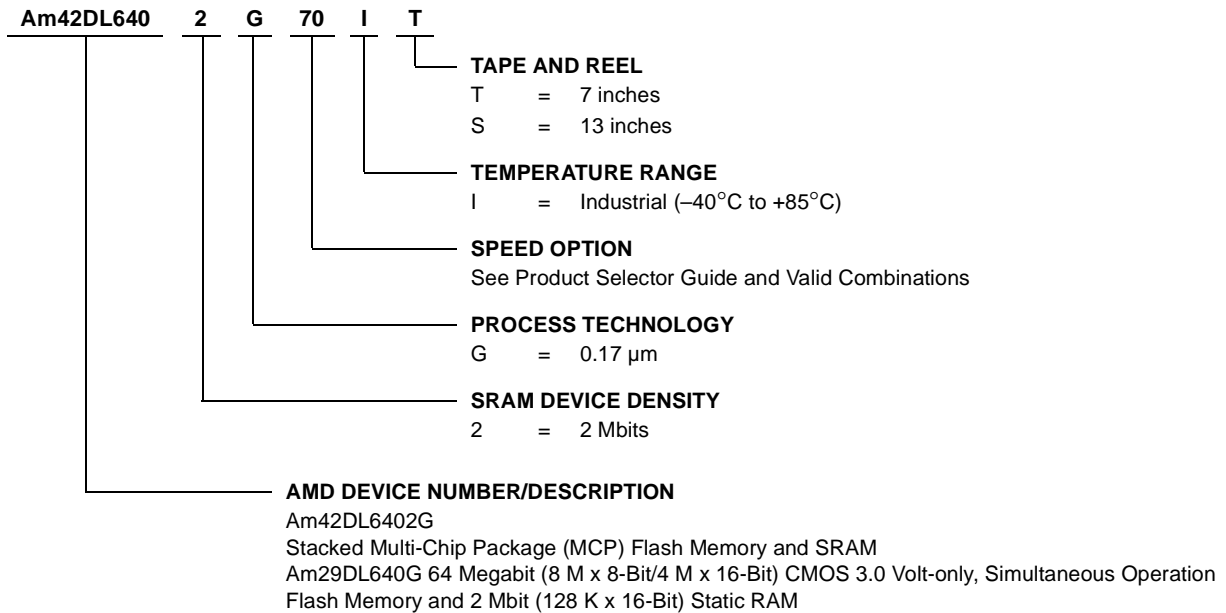 Am42DL640 2 G 70 I T
TAPE AND REEL
T = 7 inches
S = 13 inches
TEMPERATURE RANGE
I = Industrial (–40°C to +85°C)
SPEED OPTION
See Product Selector Guide and Valid Combinations
PROCESS TECHNOLOGY
G = 0.17 µm
SRAM DEVICE DENSITY
2 = 2 Mbits
AMD DEVICE NUMBER/DESCRIPTION
Am42DL6402G
Stacked Multi-Chip Package (MCP) Flash Memory and SRAM
Am29DL640G 64 Megabit (8 M x 8-Bit/4 M x 16-Bit) CMOS 3.0 Volt-only, Simultaneous Operation
Flash Memory and 2 Mbit (128 K x 16-Bit) Static RAM